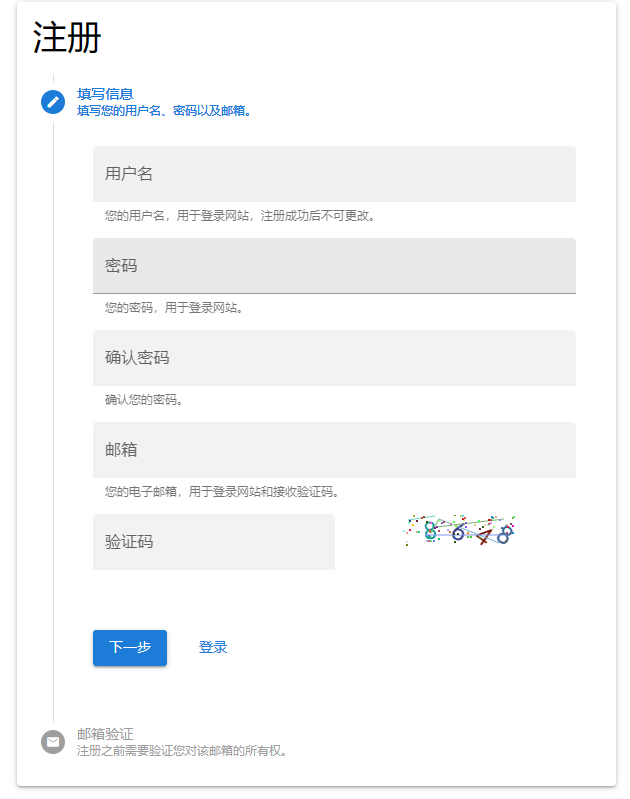 注册
填写信息
填写您的用户名、密码以及邮箱。
用户名
您的用户名，用于登录网站，注册成功后不可更改。
密码
您的密码，用于登录网站。
确认密码
确认您的密码。
邮箱
您的电子邮箱，用于登录网站和接收验证码。
验证码
下一步 登录
邮箱验证
注册之前需要验证您对该邮箱的所有权。